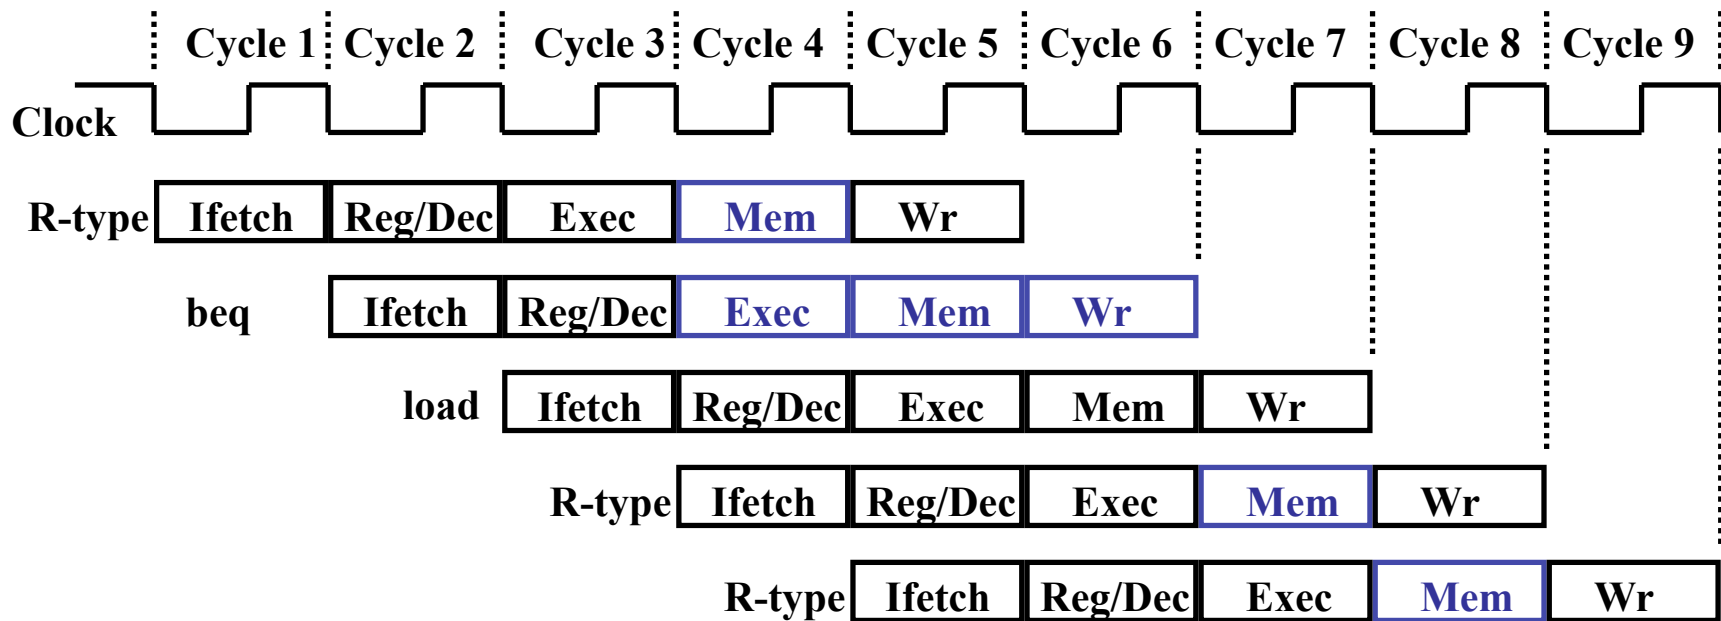 Cycle 1 Cycle 2 Cycle 3 Cycle 4 Cycle 5 Cycle 6 Cycle 7 Cycle 8 Cycle 9
Clock
R-type Ifetch Reg/Dec Exec Mem Wr
beq Ifetch Reg/Dec Exec Mem Wr
load Ifetch Reg/Dec Exec Mem Wr
R-type Ifetch Reg/Dec Exec Mem Wr
R-type Ifetch Reg/Dec Exec Mem Wr